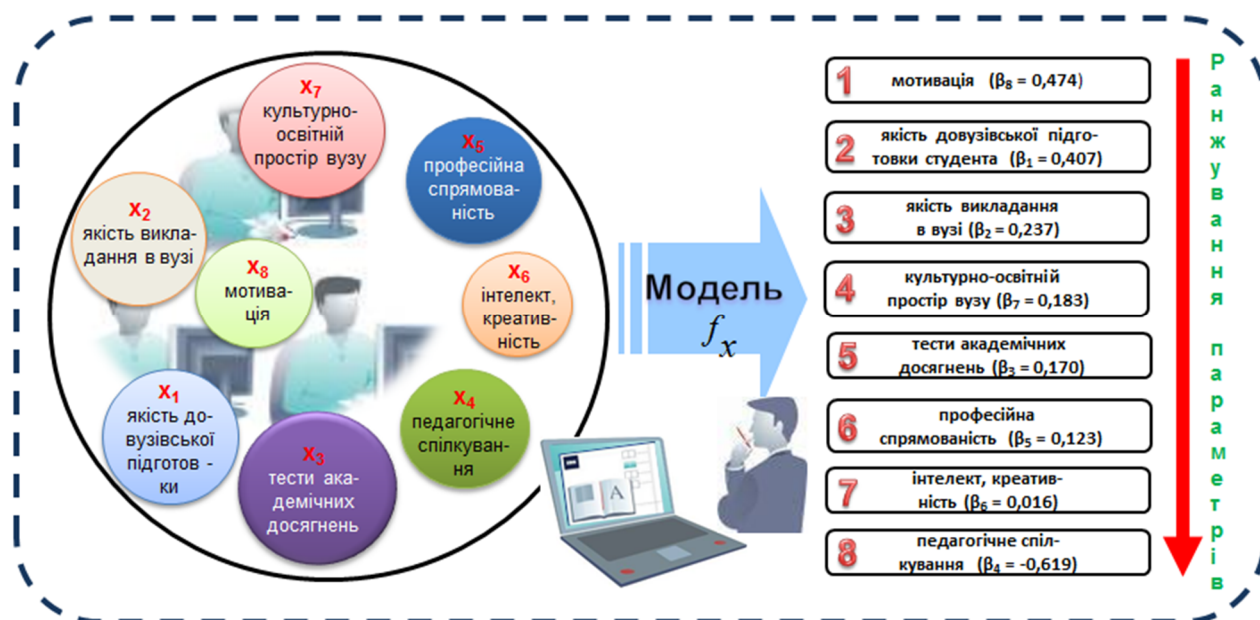 x7
культурно-
освітній
простір вузу
x5
професійна
спрямова-
ність
x2
якість викла-
дання в вузі
x8
мотива-
ція
x6
інтелект,
креатив-
ність
x1
якість до-
вузівської
підготов -
ки
x3
тести ака-
демічних
досягнень
x4
педагогічне
спілкуван-
ня
Модель
fx
A
1 мотивація (β8 = 0,474)
2 якість довузівської підго-
товки студента (β1 = 0,407)
3 якість викладання
в вузі (β2 = 0,237)
4 культурно-освітній
простір вузу (β7 = 0,183)
5 тести академічних
досягнень (β3 = 0,170)
6 професійна
спрямованість (β5 = 0,123)
7 інтелект, креатив-
ність (β6 = 0,016)
8 педагогічне спіл-
кування (β4 = -0,619)
Ранжування параметрів